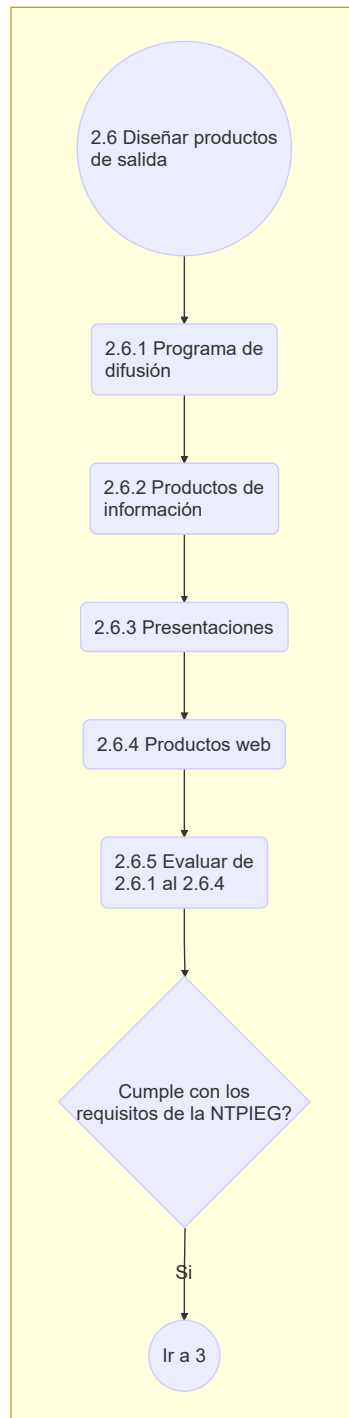 2.6 Diseñar productos
de salida
2.6.1 Programa de
difusión
2.6.2 Productos de
información
2.6.3 Presentaciones
2.6.4 Productos web
2.6.5 Evaluar de
2.6.1 al 2.6.4
Cumple con los
requisitos de la NTPIEG?
Si
Ir a 3